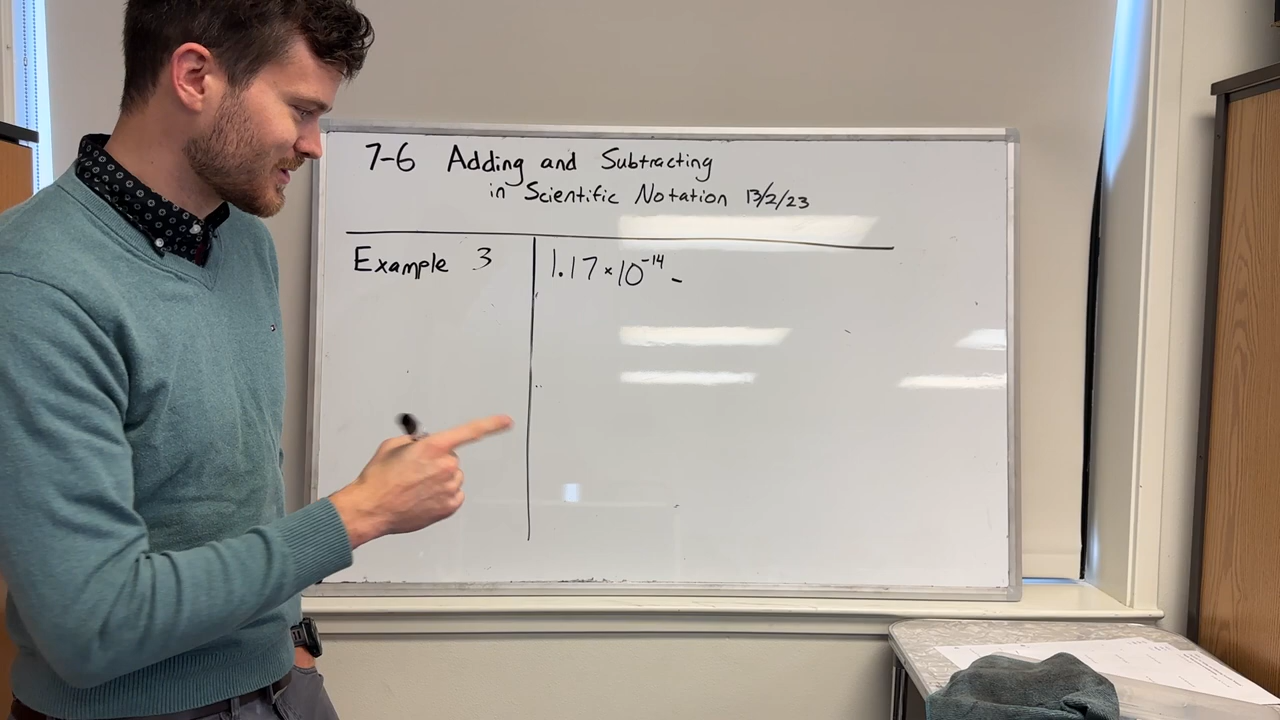 7-6 Adding and Subtracting
in Scientific Notation 13/2/23
Example 3
1.17×10⁻¹⁴ -